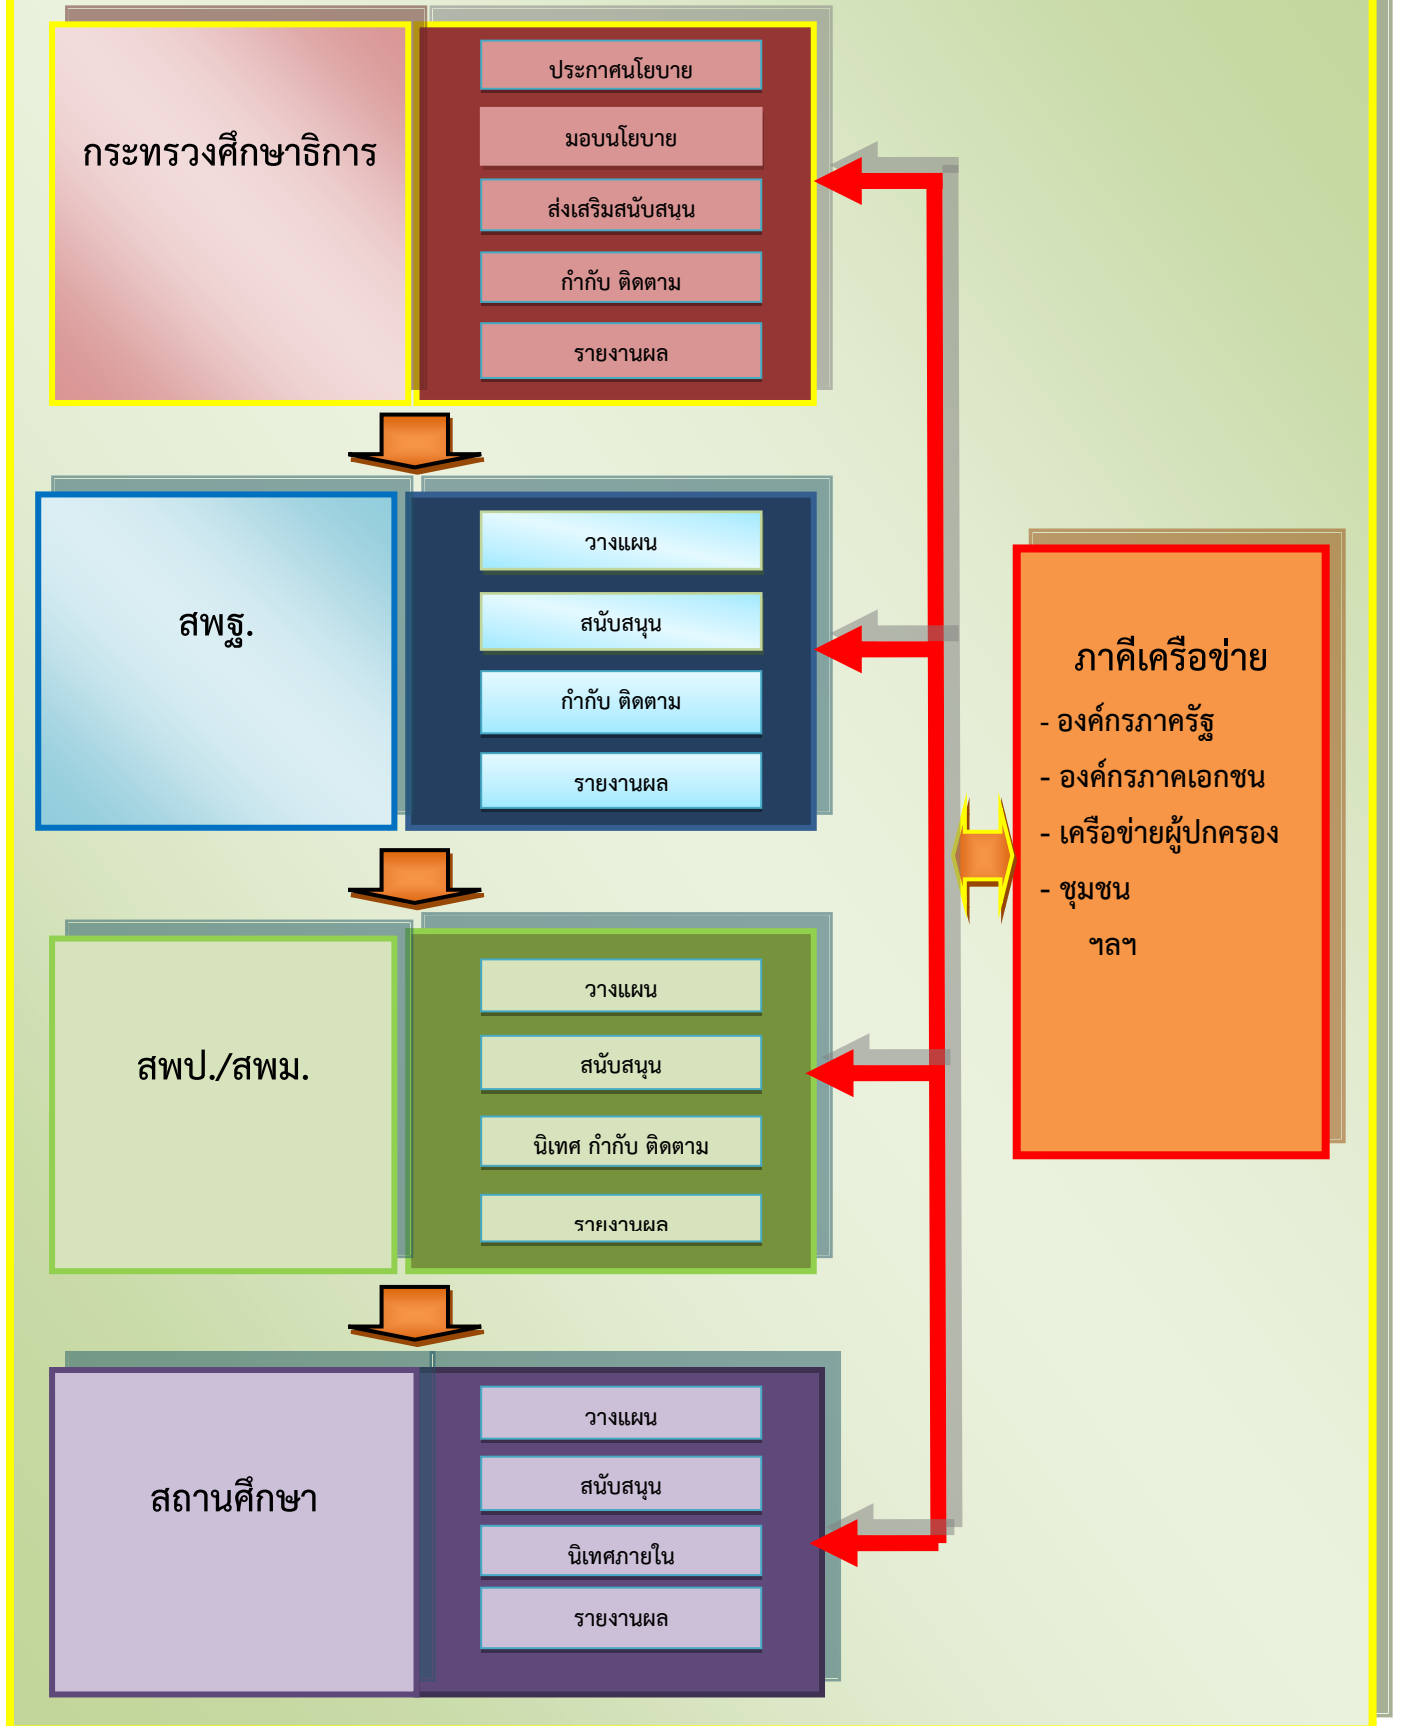 กระทรวงศึกษาธิการ
ประกาศนโยบาย
มอบนโยบาย
ส่งเสริมสนับสนุน
กำกับ ติดตาม
รายงานผล
สพฐ.
วางแผน
สนับสนุน
กำกับ ติดตาม
รายงานผล
สพป./สพม.
วางแผน
สนับสนุน
นิเทศ กำกับ ติดตาม
รายงานผล
สถานศึกษา
วางแผน
สนับสนุน
นิเทศภายใน
รายงานผล
ภาคีเครือข่าย
- องค์กรภาครัฐ
- องค์กรภาคเอกชน
- เครือข่ายผู้ปกครอง
- ชุมชน
ฯลฯ